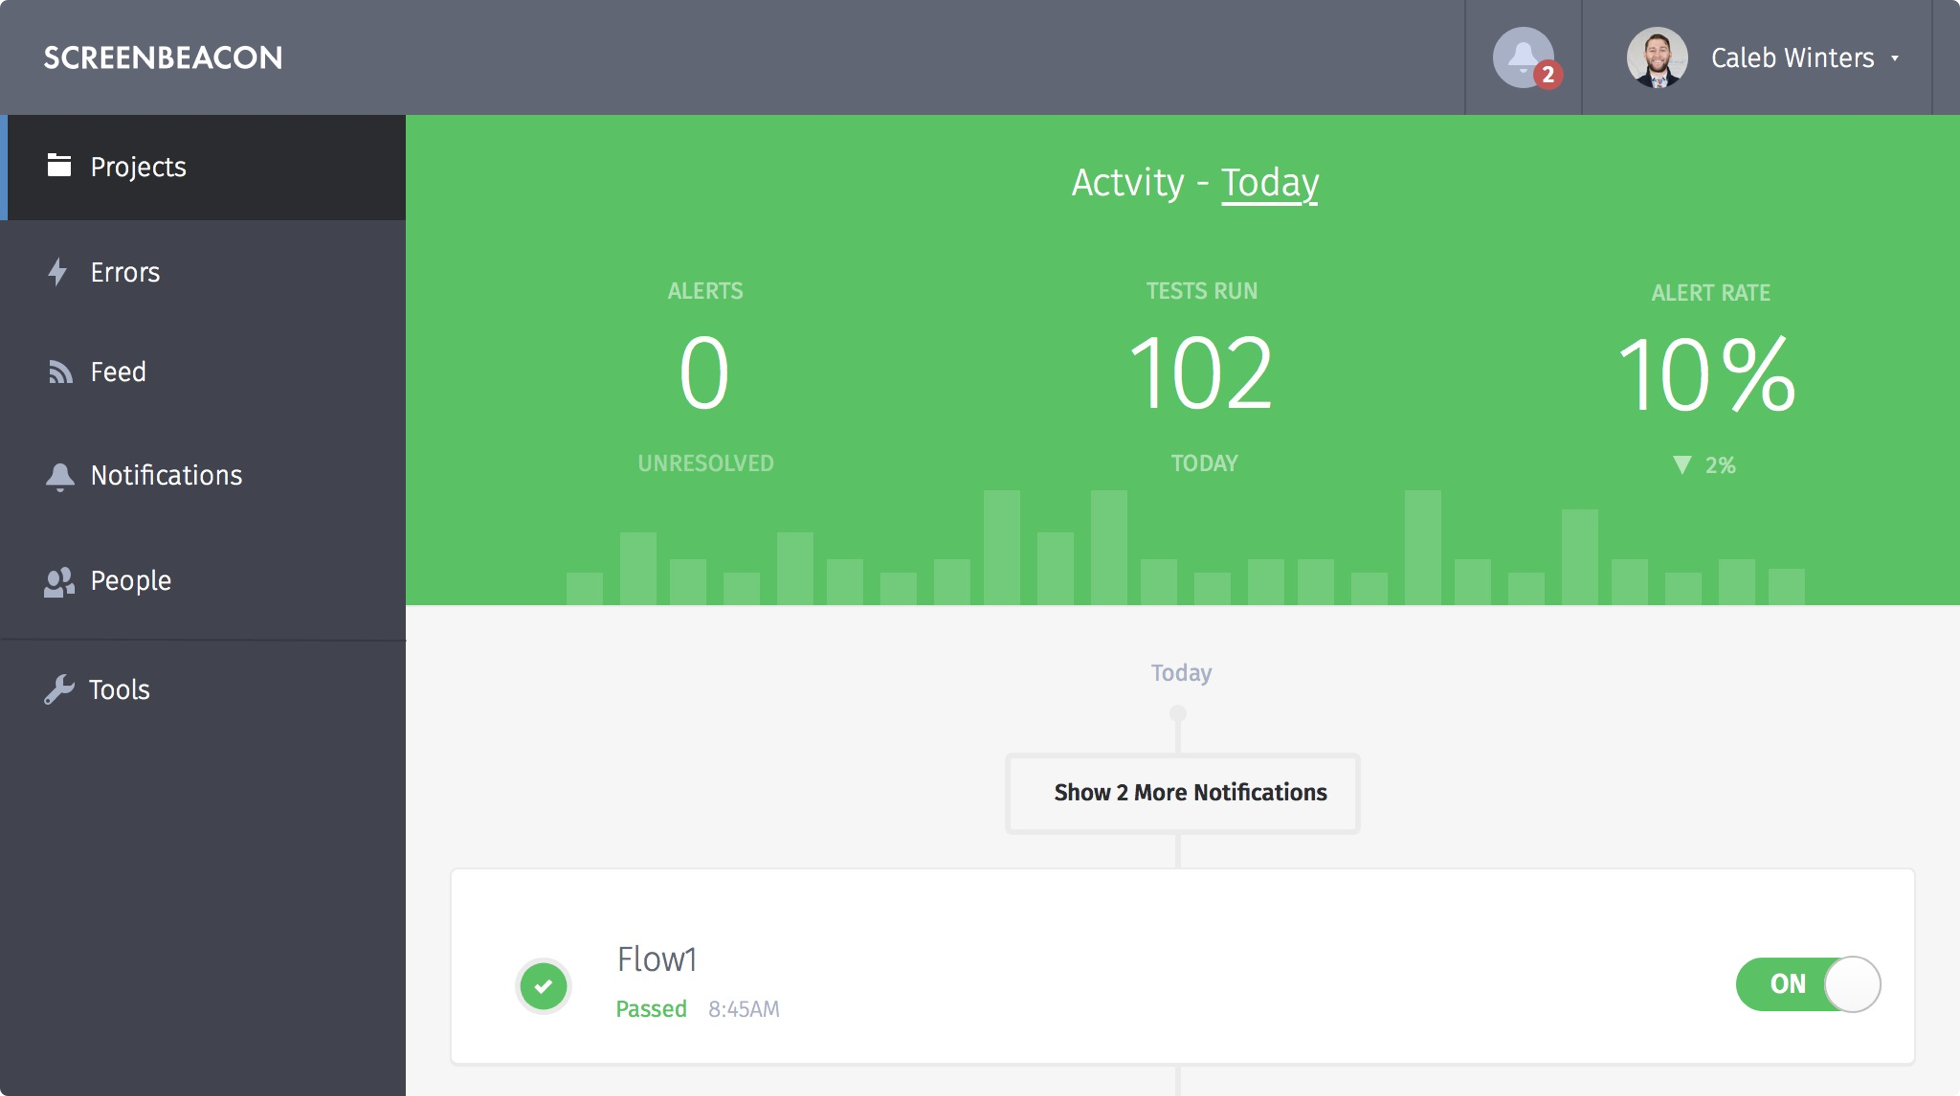 SCREENBEACON
2
Caleb Winters
Projects
Errors
Feed
Notifications
People
Tools
Actvity - Today
ALERTS
0
UNRESOLVED
TESTS RUN
102
TODAY
ALERT RATE
10%
▼ 2%
Today
Show 2 More Notifications
Flow1
Passed 8:45AM
ON